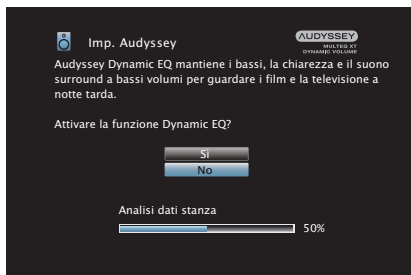 Imp. Audyssey
AUDYSSEY
MULTEQ XT
DYNAMIC VOLUME
Audyssey Dynamic EQ mantiene i bassi, la chiarezza e il suono
surround a bassi volumi per guardare i film e la televisione a
notte tarda.
Attivare la funzione Dynamic EQ?
Sì
No
Analisi dati stanza
50%